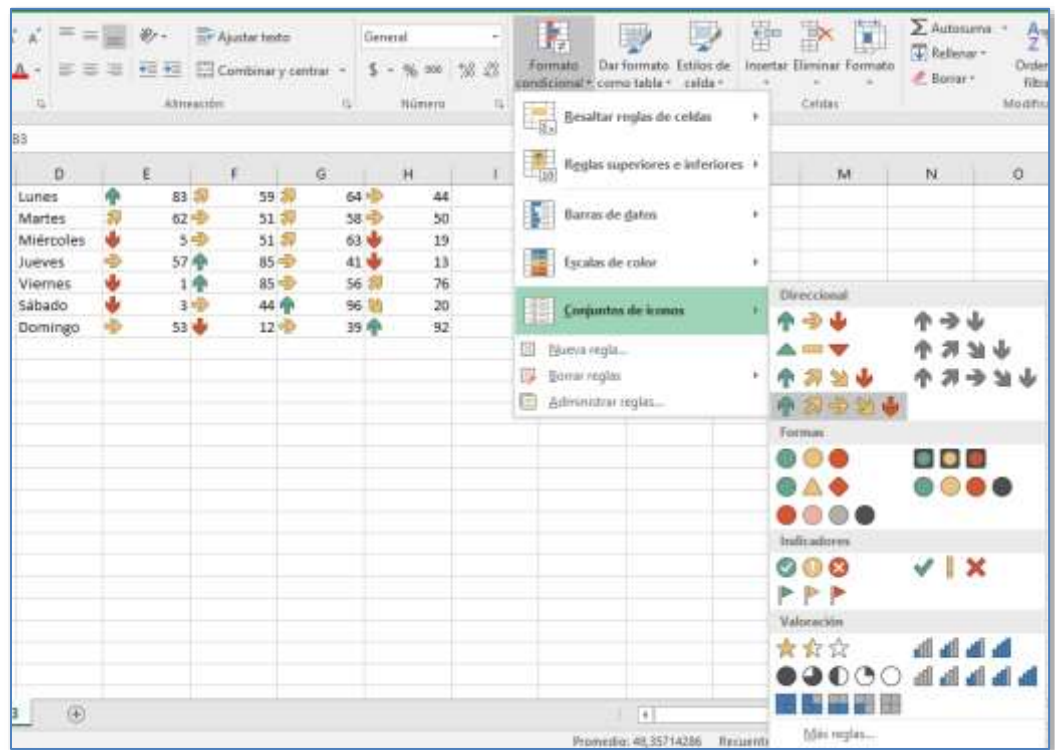 Ajustar texto
General
Combinar y centrar
$ - % 000
Alineación
Número
Formato condicional
Dar formato como tabla
Estilos de celda
Insertar Eliminar Formato
Celdas
Autosuma
Rellenar
Borrar
Resaltar reglas de celdas
Reglas superiores e inferiores
Barras de datos
Escalas de color
Conjuntos de iconos
Nueva regla...
Borrar reglas
Administrar reglas...
Direccional
Formas
Indicadores
Valoración
Más reglas...
D E F G H I M N O
Lunes 83 59 64 44
Martes 62 51 58 50
Miércoles 5 51 63 19
Jueves 57 85 41 13
Viernes 1 85 56 76
Sábado 3 44 96 20
Domingo 53 12 39 92
Promedio: 48,35714286